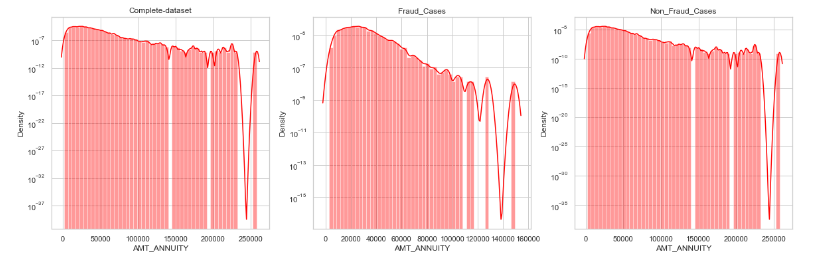 Complete-dataset
Density
10⁻⁷
10⁻¹²
10⁻¹⁷
10⁻²²
10⁻²⁷
10⁻³²
10⁻³⁷
0 50000 100000 150000 200000 250000
AMT_ANNUITY
Fraud_Cases
Density
10⁻⁵
10⁻⁷
10⁻⁹
10⁻¹¹
10⁻¹³
10⁻¹⁵
0 20000 40000 60000 80000 100000 120000 140000 160000
AMT_ANNUITY
Non_Fraud_Cases
Density
10⁻⁵
10⁻¹⁰
10⁻¹⁵
10⁻²⁰
10⁻²⁵
10⁻³⁰
10⁻³⁵
0 50000 100000 150000 200000 250000
AMT_ANNUITY